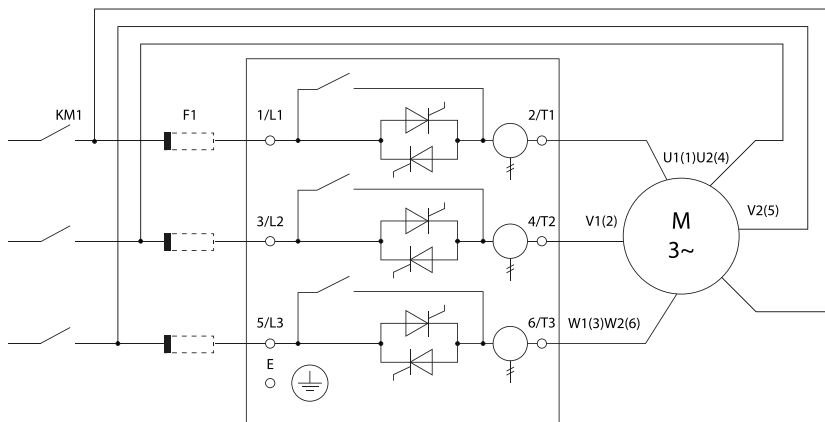 KM1
F1
1/L1
2/T1
U1(1)U2(4)
3/L2
4/T2
V1(2)
M
3~
V2(5)
5/L3
6/T3
W1(3)W2(6)
E